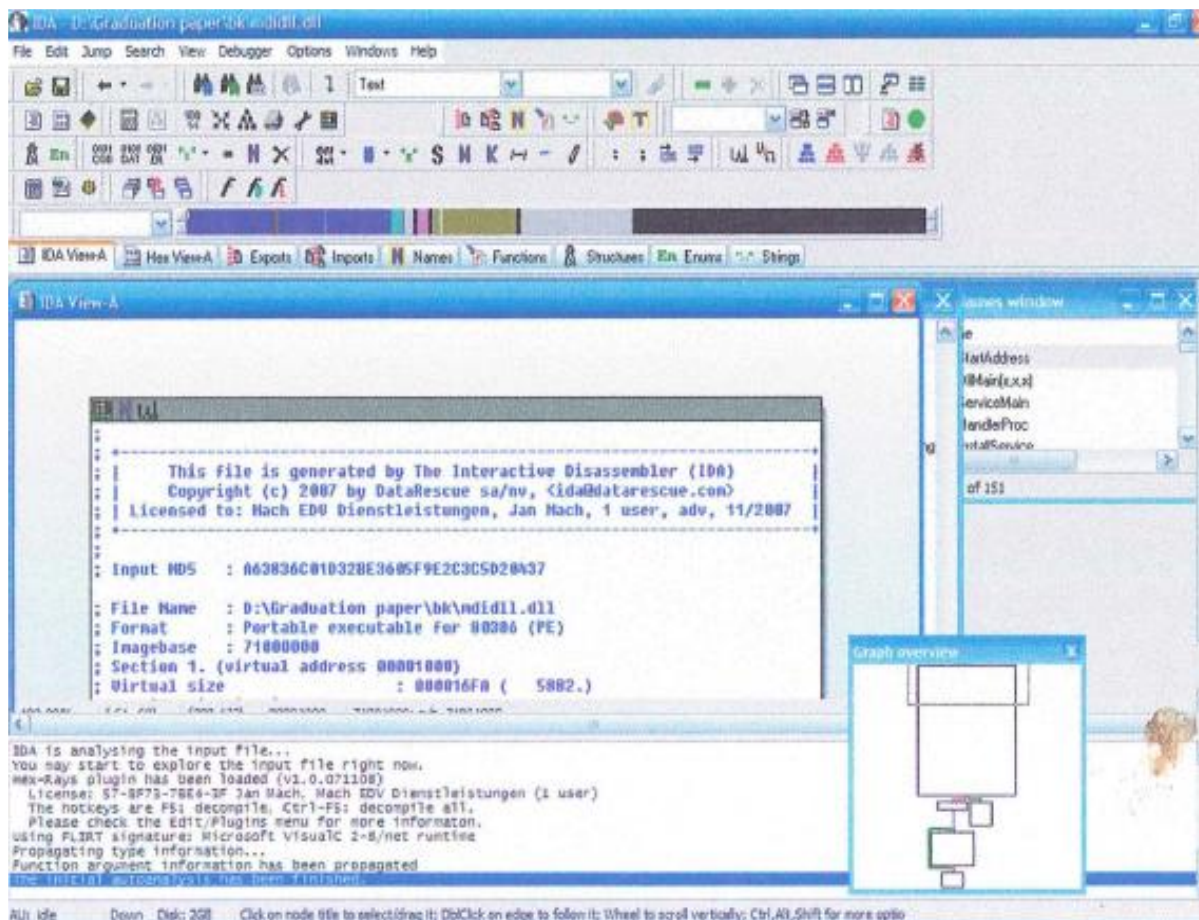 IDA - D:\Graduation paper\bk\mdidll.dll
File Edit Jump Search View Debugger Options Windows Help
Text
IDA View-A Hex View-A Exports Imports Names Functions Structures En Enums Strings
IDA View-A
ames window
StartAddress
DllMain(x,x,x)
ServiceMain
HandlerProc
nstallService
of 151
This file is generated by The Interactive Disassembler (IDA)
Copyright (c) 2007 by DataRescue sa/nv, <ida@datarescue.com>
Licensed to: Mach EDV Dienstleistungen, Jan Mach, 1 user, adv, 11/2007
Input MD5 :
File Name : D:\Graduation paper\bk\mdidll.dll
Format : Portable executable for 80386 (PE)
Imagebase : 71000000
Section 1. (virtual address 00001000)
Virtual size : 000016FA ( 5882.)
Graph overview
IDA is analysing the input file...
You may start to explore the input file right now.
Hex-Rays plugin has been loaded (v1.0.071108)
License: Jan Mach, Mach EDV Dienstleistungen (1 user)
The hotkeys are F5: decompile, Ctrl-F5: decompile all.
Please check the Edit/Plugins menu for more informaton.
Using FLIRT signature: Microsoft VisualC 2-8/net runtime
Propagating type information...
Function argument information has been propagated
The initial autoanalysis has been finished.
AU: idle Down Disk: 2GB Click on node title to select/drag it; DblClick on edge to follow it; Wheel to scroll vertically; Ctrl,Alt,Shift for more optio